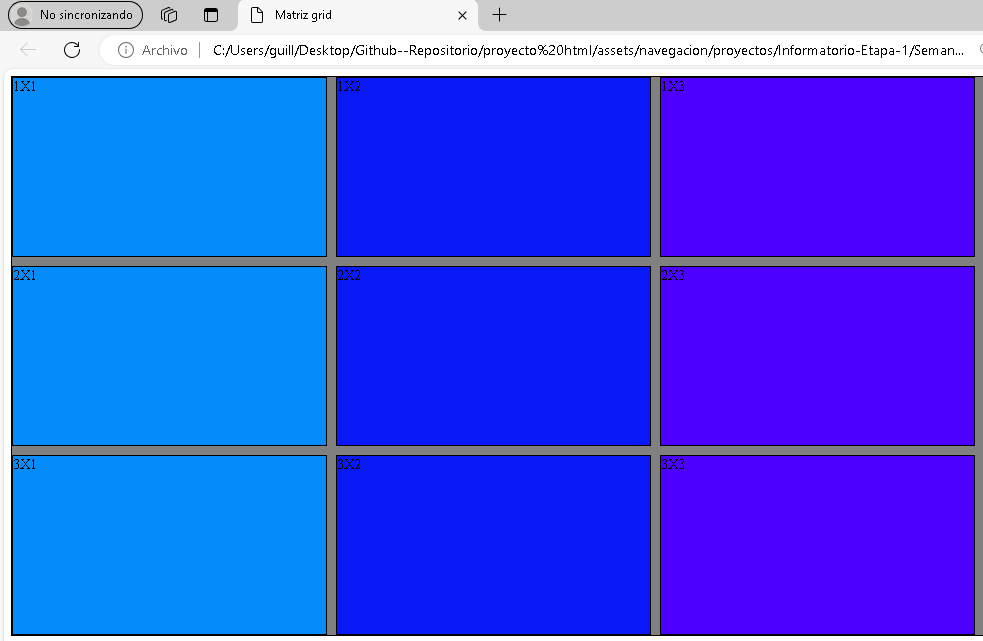 No sincronizando
Matriz grid
Archivo
C:/Users/guill/Desktop/Github--Repositorio/proyecto%20html/assets/navegacion/proyectos/Informatorio-Etapa-1/Seman...
1X1 1X2 1X3
2X1 2X2 2X3
3X1 3X2 3X3